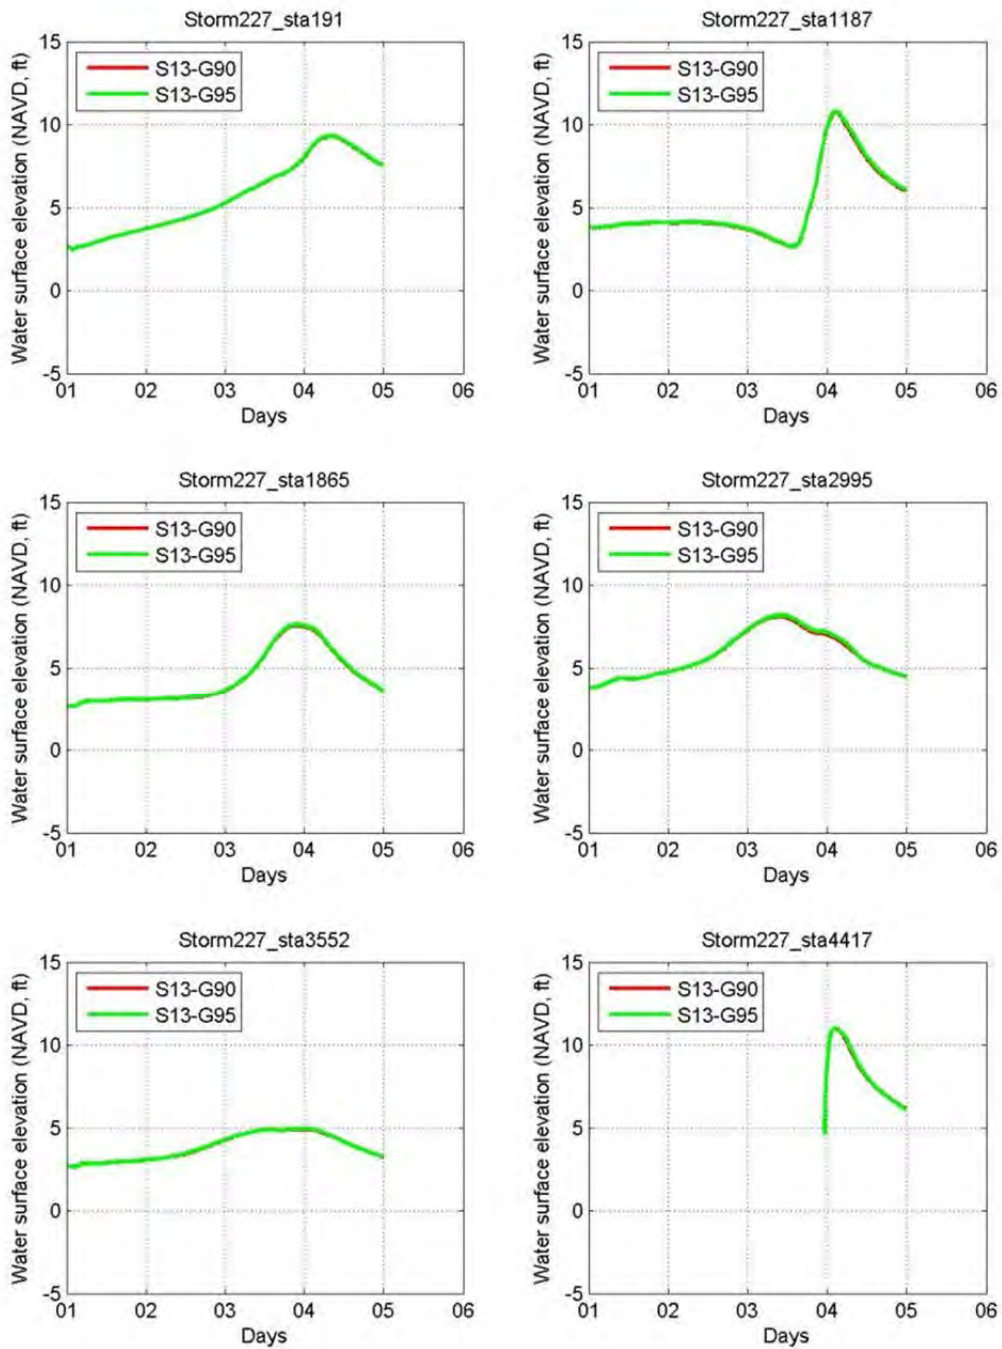 Storm227_sta191
Water surface elevation (NAVD, ft)
15
10
5
0
-5
S13-G90
S13-G95
01 02 03 04 05 06
Days
Storm227_sta1187
Water surface elevation (NAVD, ft)
15
10
5
0
-5
S13-G90
S13-G95
01 02 03 04 05 06
Days
Storm227_sta1865
Water surface elevation (NAVD, ft)
15
10
5
0
-5
S13-G90
S13-G95
01 02 03 04 05 06
Days
Storm227_sta2995
Water surface elevation (NAVD, ft)
15
10
5
0
-5
S13-G90
S13-G95
01 02 03 04 05 06
Days
Storm227_sta3552
Water surface elevation (NAVD, ft)
15
10
5
0
-5
S13-G90
S13-G95
01 02 03 04 05 06
Days
Storm227_sta4417
Water surface elevation (NAVD, ft)
15
10
5
0
-5
S13-G90
S13-G95
01 02 03 04 05 06
Days